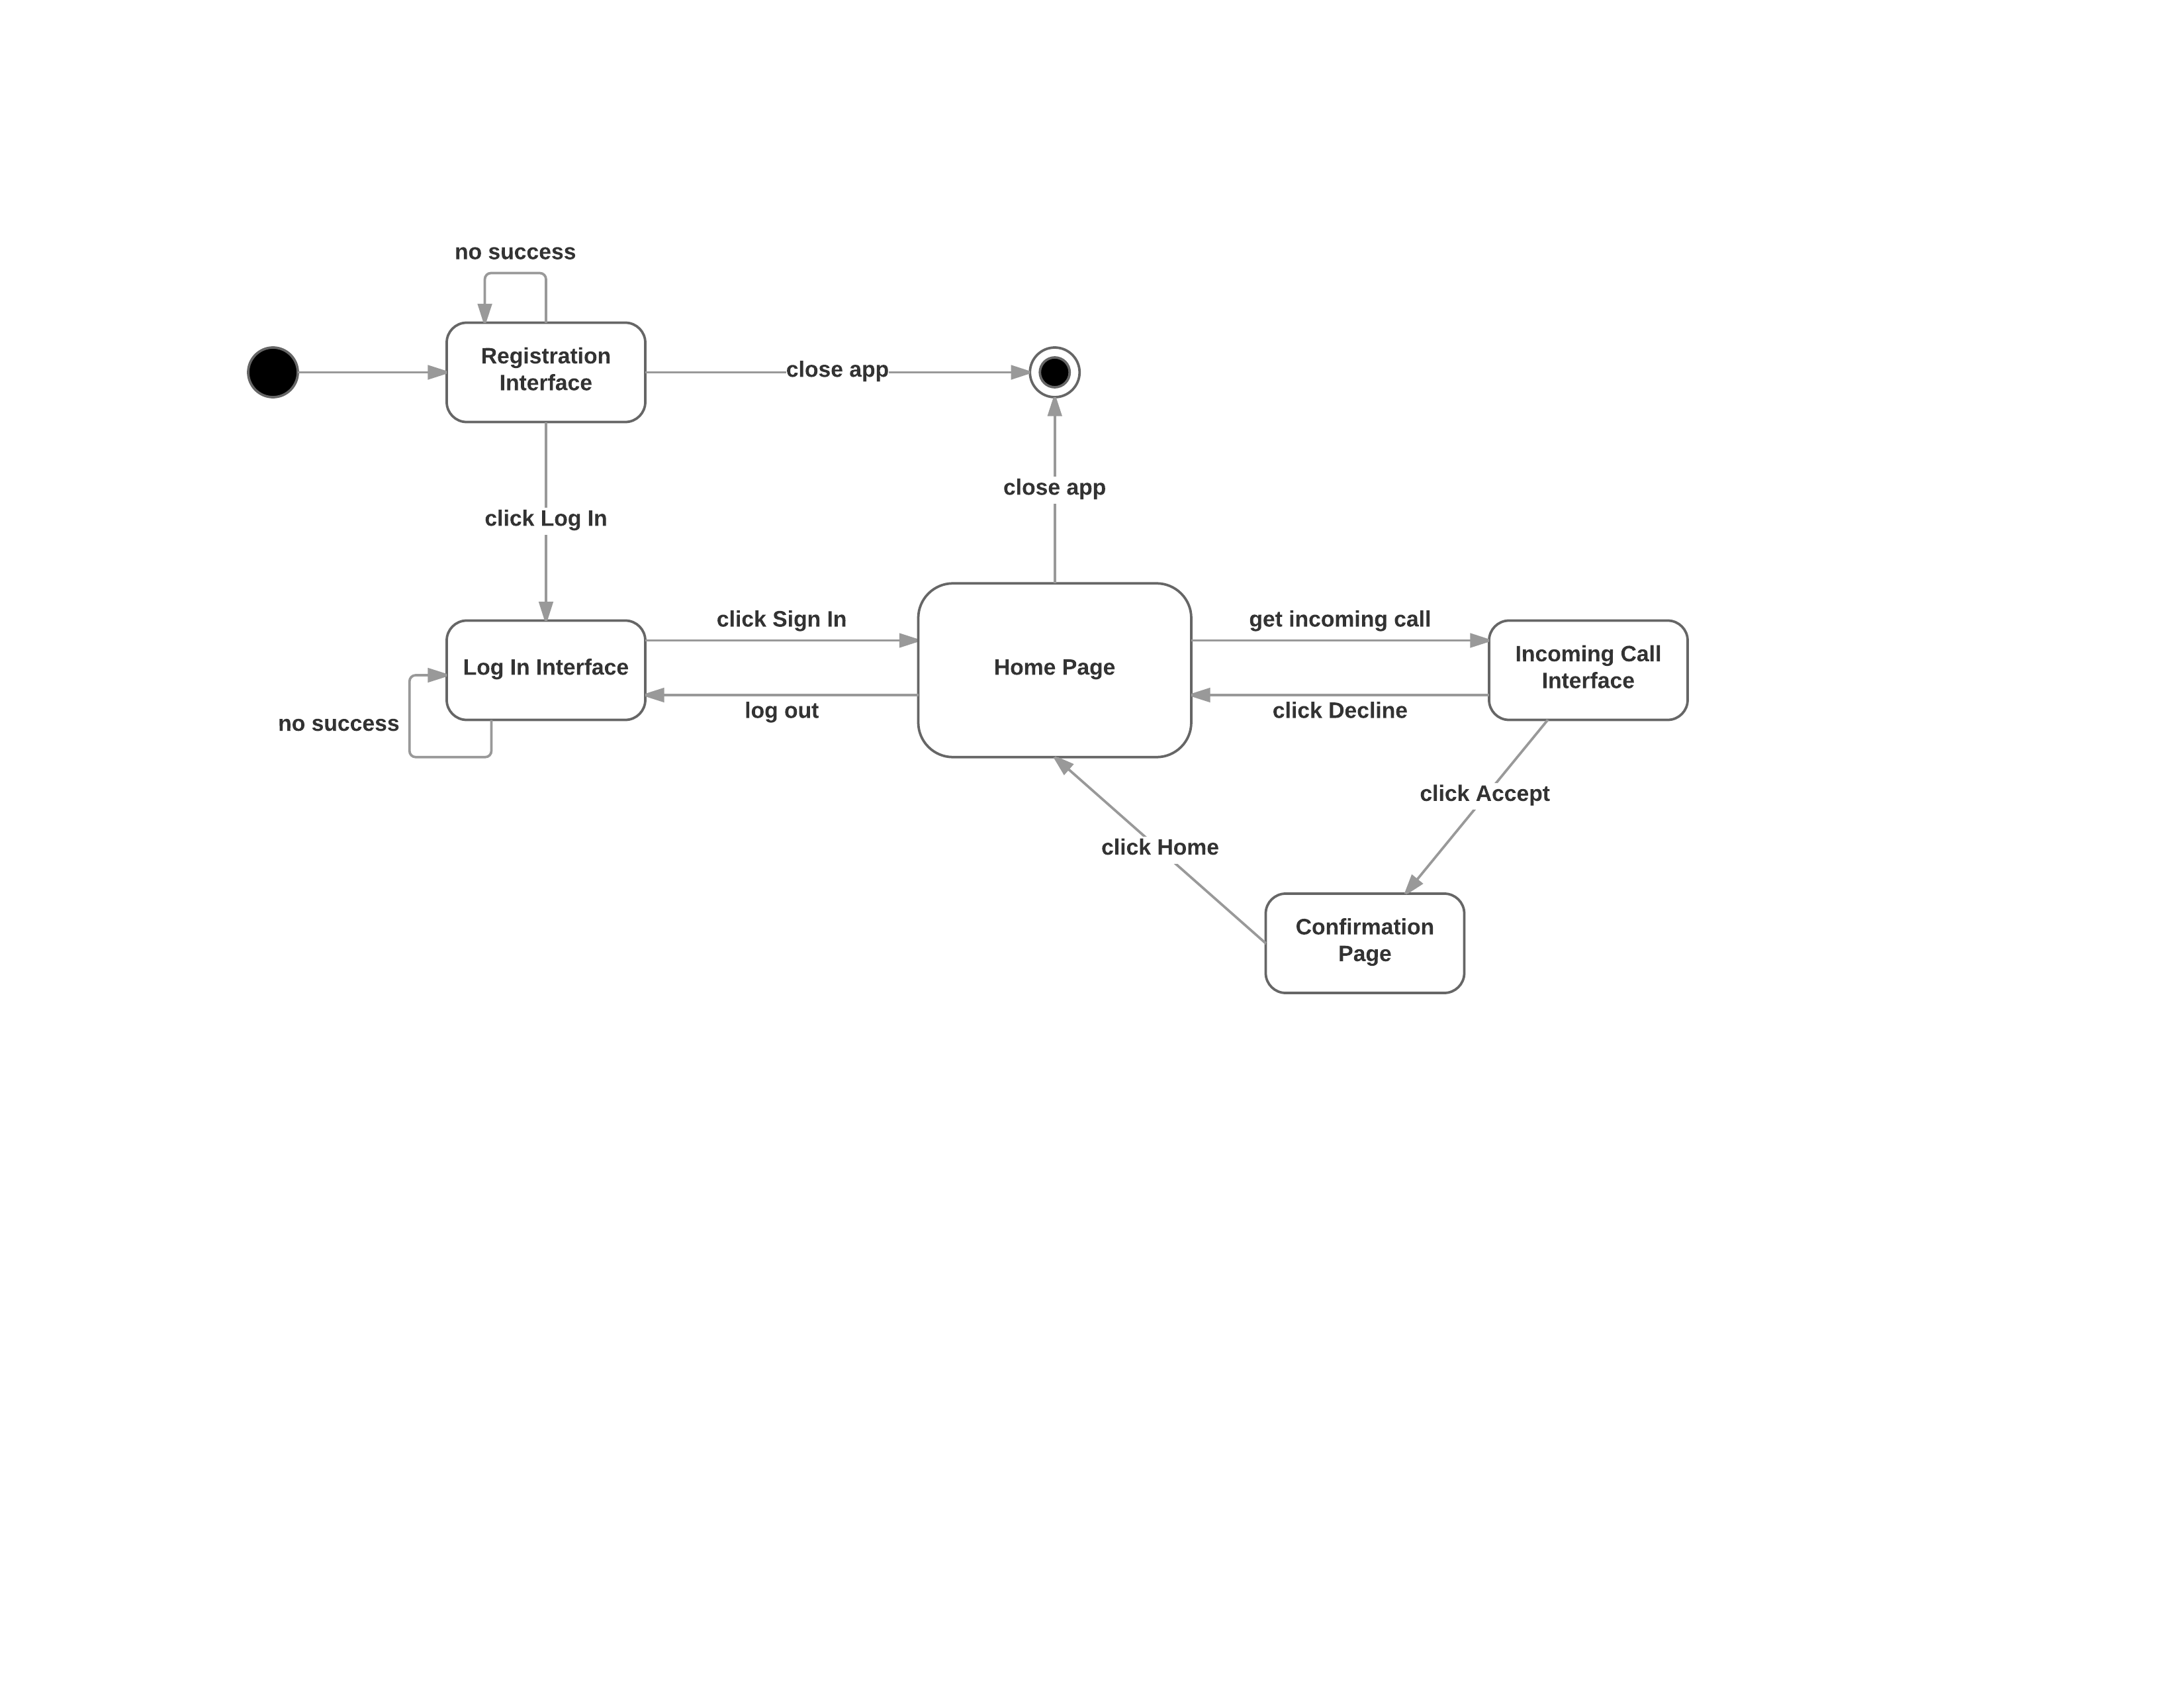 no success
Registration
Interface
close app
close app
click Log In
click Sign In
get incoming call
Log In Interface
Home Page
Incoming Call
Interface
no success
log out
click Decline
click Accept
click Home
Confirmation
Page